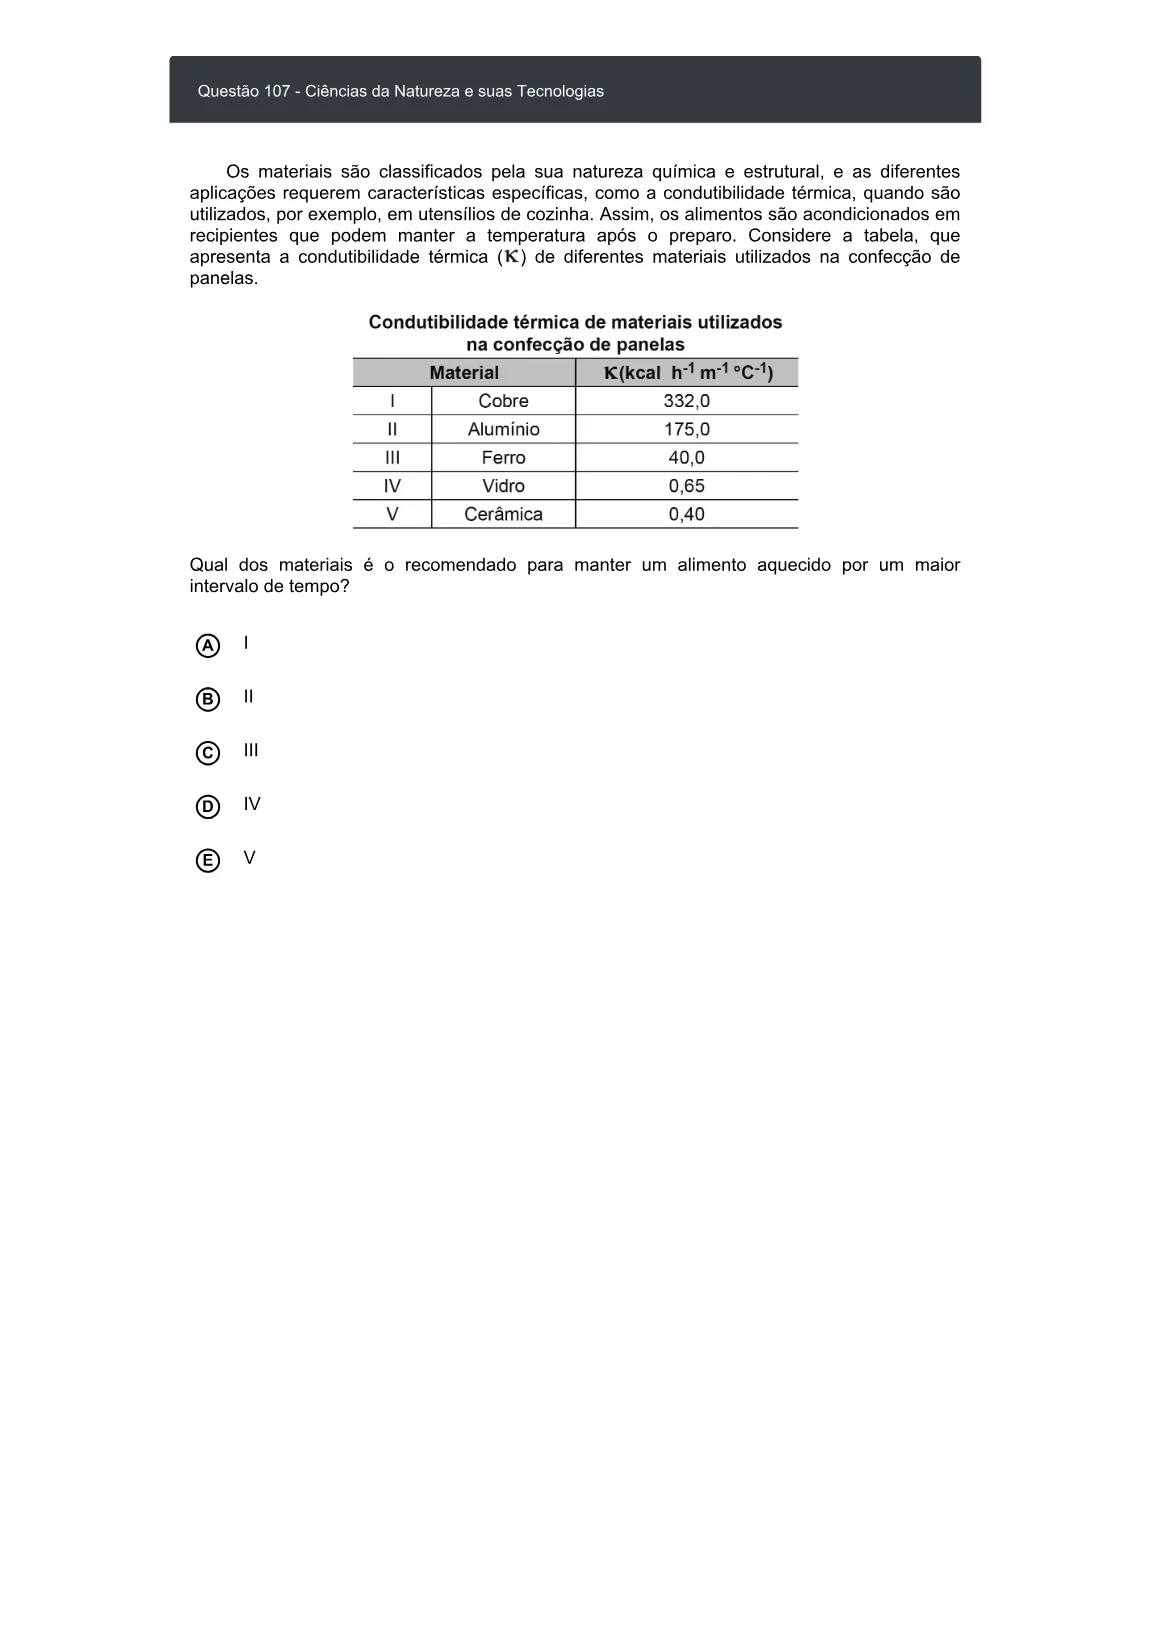 Questão 107 - Ciências da Natureza e suas Tecnologias
Os materiais são classificados pela sua natureza química e estrutural, e as diferentes
aplicações requerem características específicas, como a condutibilidade térmica, quando são
utilizados, por exemplo, em utensílios de cozinha. Assim, os alimentos são acondicionados em
recipientes que podem manter a temperatura após o preparo. Considere a tabela, que
apresenta a condutibilidade térmica (K) de diferentes materiais utilizados na confecção de
panelas.
Condutibilidade térmica de materiais utilizados
na confecção de panelas
Material K(kcal h-1 m-1 °C-1)
I Cobre 332,0
II Alumínio 175,0
III Ferro 40,0
IV Vidro 0,65
V Cerâmica 0,40
Qual dos materiais é o recomendado para manter um alimento aquecido por um maior
intervalo de tempo?
A I
B II
C III
D IV
E V